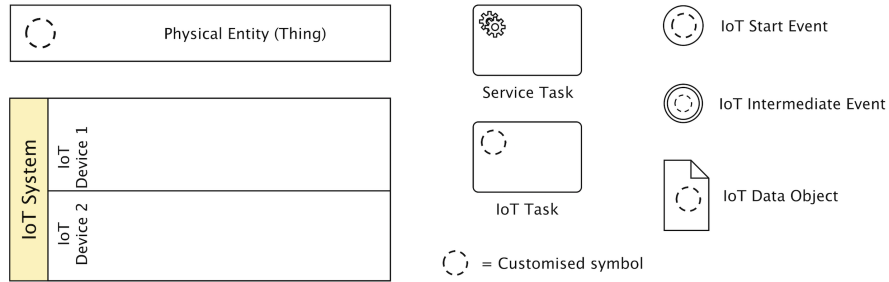 Physical Entity (Thing)
IoT System
IoT
Device 1
IoT
Device 2
Service Task
IoT Task
= Customised symbol
IoT Start Event
IoT Intermediate Event
IoT Data Object